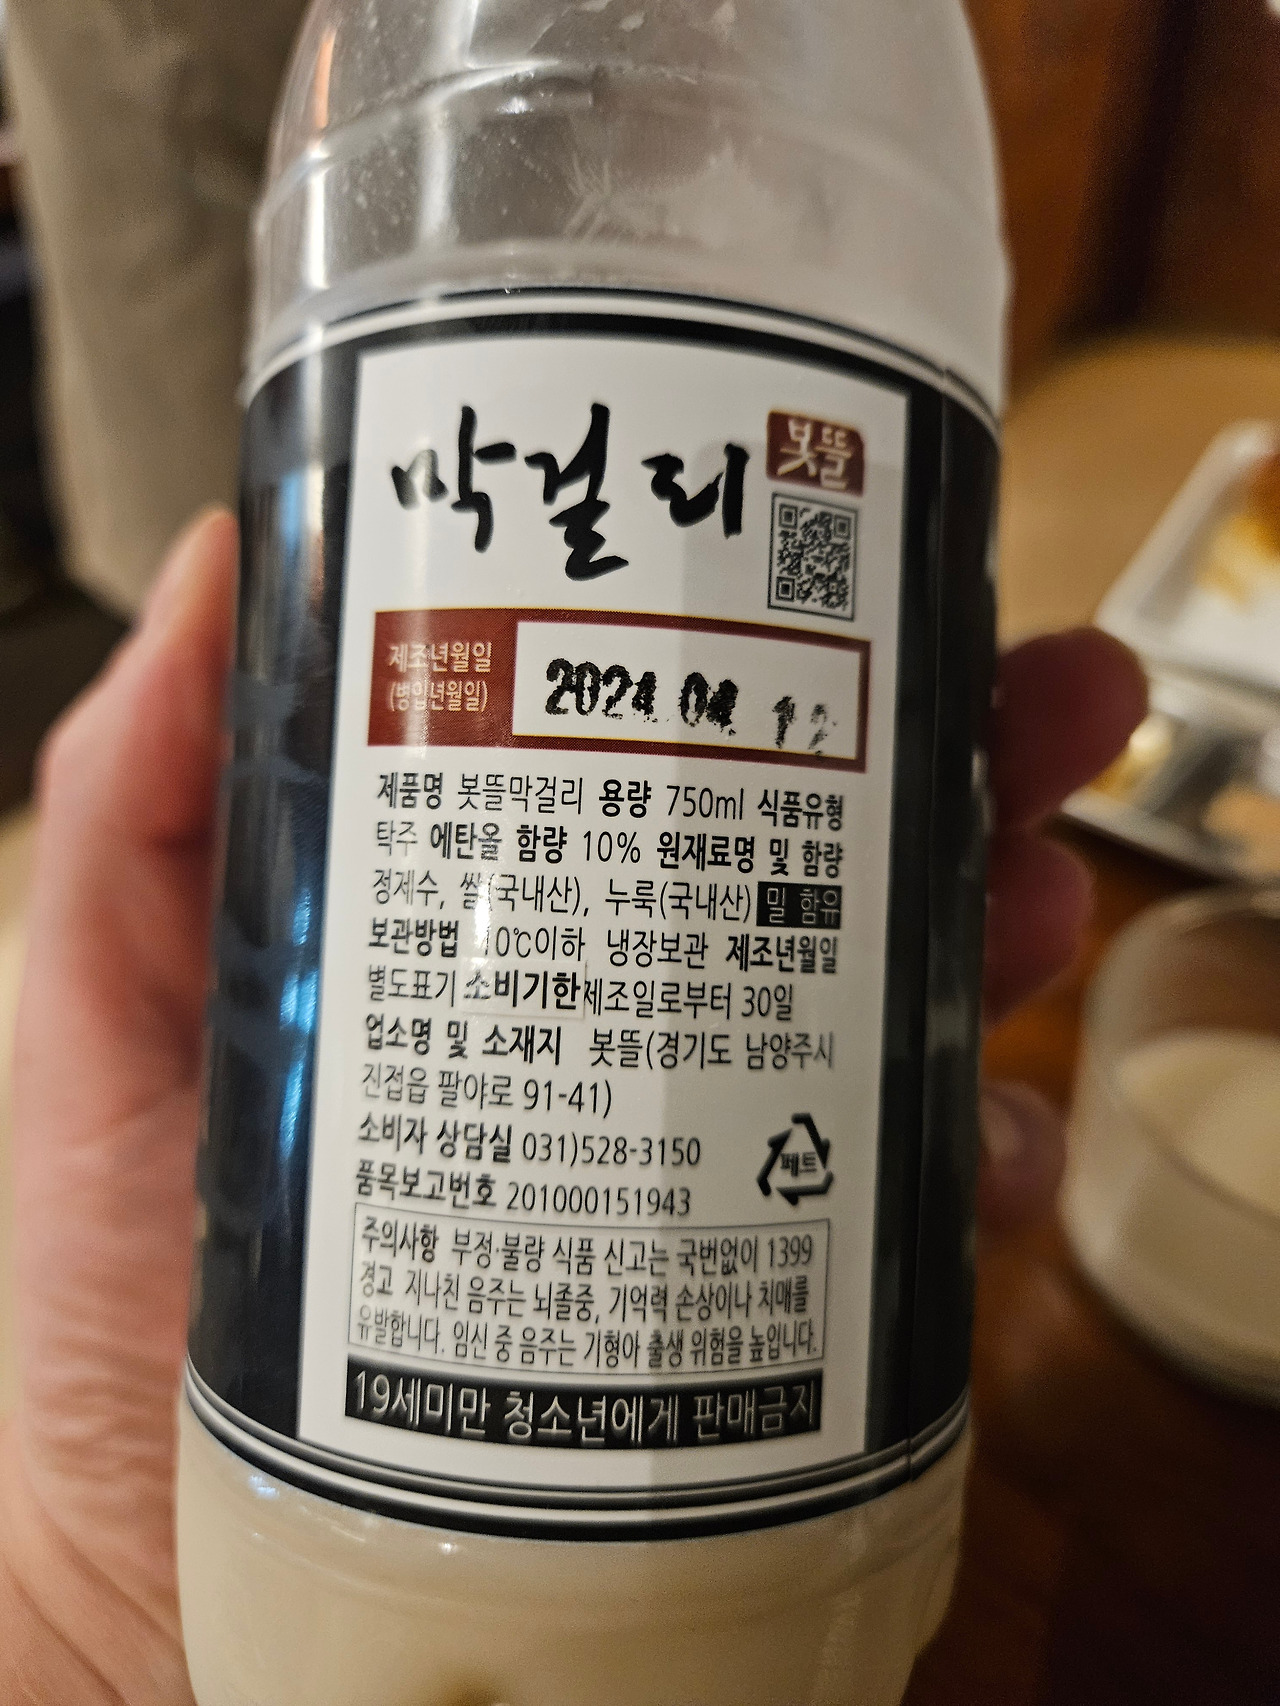 막걸리
봇뜰
제조년월일
(병입년월일)
2024. 04. 12
제품명 봇뜰막걸리 용량 750ml 식품유형
탁주 에탄올 함량 10% 원재료명 및 함량
정제수, 쌀(국내산), 누룩(국내산) 밀 함유
보관방법 10℃이하 냉장보관 제조년월일
별도표기 소비기한제조일로부터 30일
업소명 및 소재지 봇뜰(경기도 남양주시
진접읍 팔야로 91-41)
소비자 상담실 031)528-3150
페트
품목보고번호 201000151943
주의사항 부정·불량 식품 신고는 국번없이 1399
경고 지나친 음주는 뇌졸중, 기억력 손상이나 치매를
유발합니다. 임신 중 음주는 기형아 출생 위험을 높입니다.
19세미만 청소년에게 판매금지